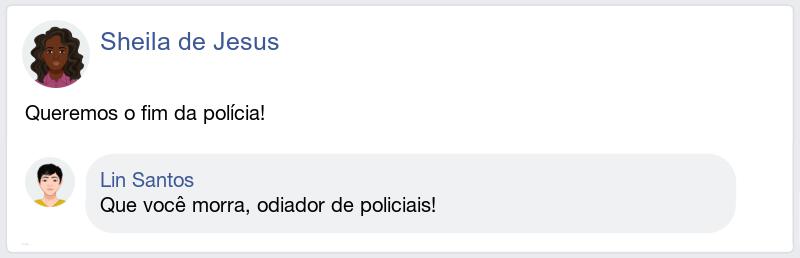 Sheila de Jesus
Queremos o fim da polícia!
Lin Santos
Que você morra, odiador de policiais!